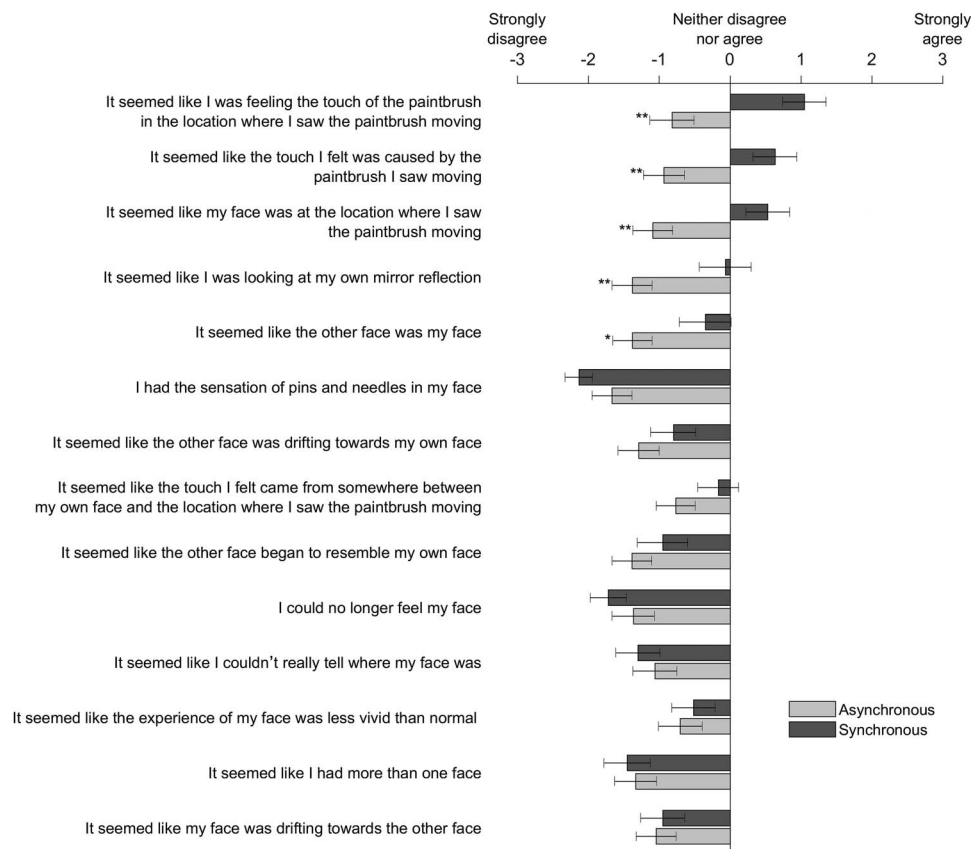 Strongly disagree
Neither disagree nor agree
Strongly agree
-3 -2 -1 0 1 2 3
It seemed like I was feeling the touch of the paintbrush
in the location where I saw the paintbrush moving
**
It seemed like the touch I felt was caused by the
paintbrush I saw moving
**
It seemed like my face was at the location where I saw
the paintbrush moving
**
It seemed like I was looking at my own mirror reflection
**
It seemed like the other face was my face
*
I had the sensation of pins and needles in my face
It seemed like the other face was drifting towards my own face
It seemed like the touch I felt came from somewhere between
my own face and the location where I saw the paintbrush moving
It seemed like the other face began to resemble my own face
I could no longer feel my face
It seemed like I couldn't really tell where my face was
It seemed like the experience of my face was less vivid than normal
It seemed like I had more than one face
It seemed like my face was drifting towards the other face
Asynchronous
Synchronous